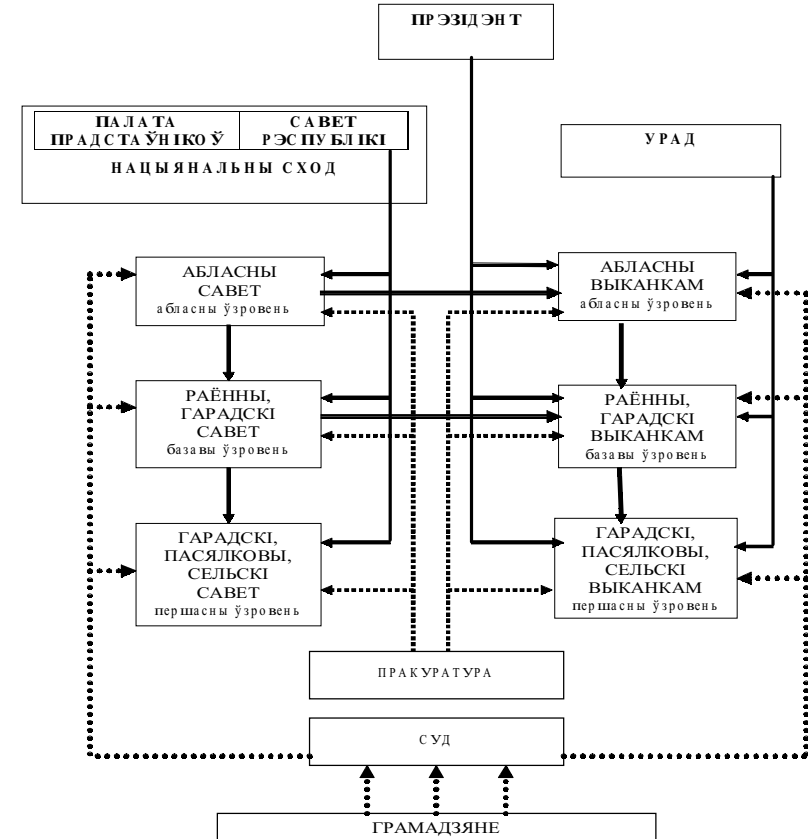 ПРЭЗІДЭНТ
ПАЛАТА
ПРАДСТАЎНІКОЎ
САВЕТ
РЭСПУБЛІКІ
НАЦЫЯНАЛЬНЫ СХОД
УРАД
АБЛАСНЫ
САВЕТ
абласны ўзровень
АБЛАСНЫ
ВЫКАНКАМ
абласны ўзровень
РАЁННЫ,
ГАРАДСКІ
САВЕТ
базавы ўзровень
РАЁННЫ,
ГАРАДСКІ
ВЫКАНКАМ
базавы ўзровень
ГАРАДСКІ,
ПАСЯЛКОВЫ,
СЕЛЬСКІ
САВЕТ
першасны ўзровень
ГАРАДСКІ,
ПАСЯЛКОВЫ,
СЕЛЬСКІ
ВЫКАНКАМ
першасны ўзровень
ПРАКУРАТУРА
СУД
ГРАМАДЗЯНЕ